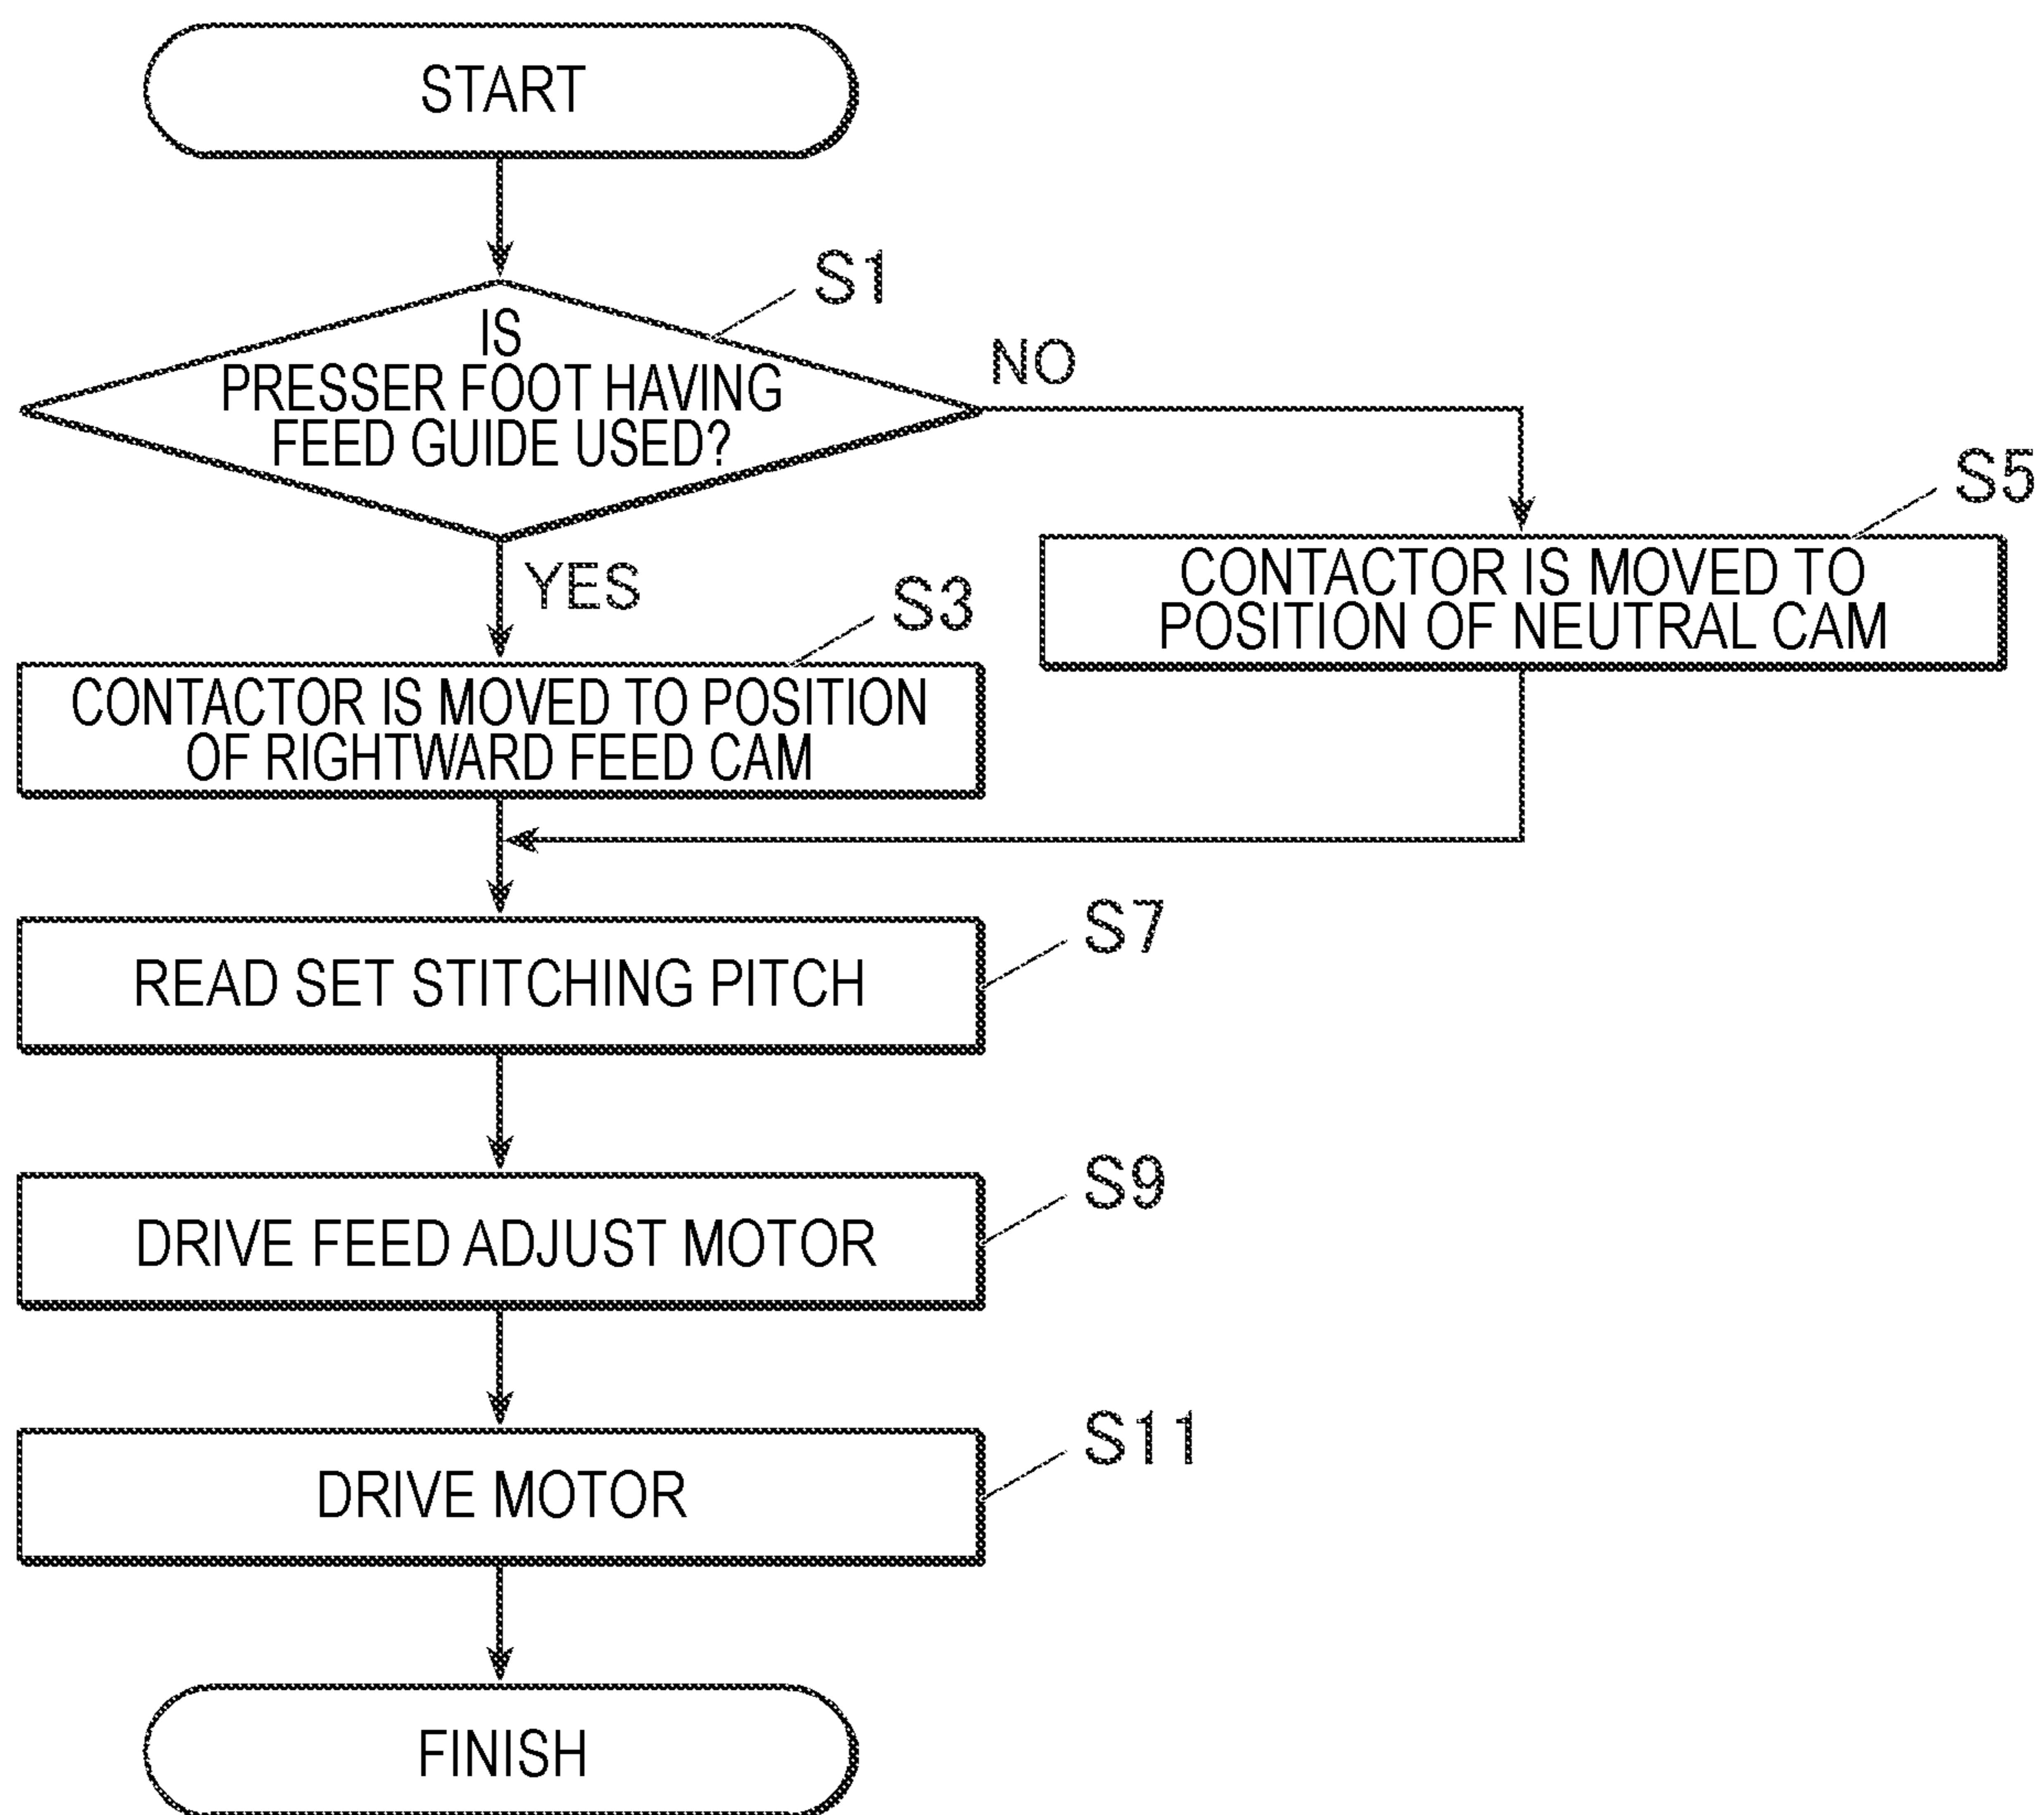 START
S1
IS
PRESSER FOOT HAVING
FEED GUIDE USED?
NO
YES
S5
CONTACTOR IS MOVED TO
POSITION OF NEUTRAL CAM
S3
CONTACTOR IS MOVED TO POSITION
OF RIGHTWARD FEED CAM
S7
READ SET STITCHING PITCH
S9
DRIVE FEED ADJUST MOTOR
S11
DRIVE MOTOR
FINISH